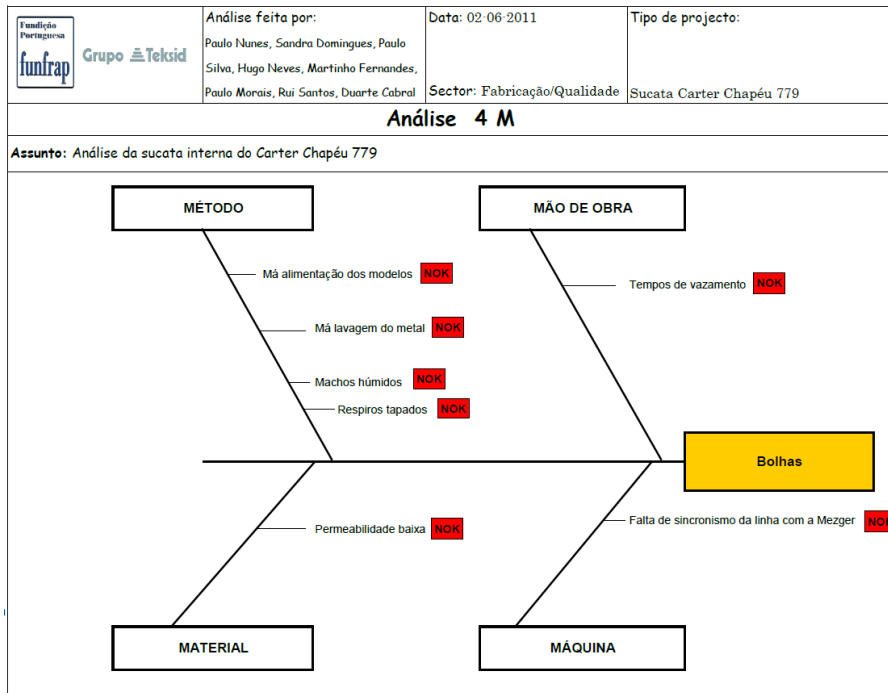 Fundição
Portuguesa
funfrap
Grupo Teksid
Análise feita por:
Paulo Nunes, Sandra Domingues, Paulo
Silva, Hugo Neves, Martinho Fernandes,
Paulo Morais, Rui Santos, Duarte Cabral
Data: 02-06-2011
Sector: Fabricação/Qualidade
Tipo de projecto:
Sucata Carter Chapéu 779
Análise 4 M
Assunto: Análise da sucata interna do Carter Chapéu 779
MÉTODO
MÃO DE OBRA
Má alimentação dos modelos NOK
Tempos de vazamento NOK
Má lavagem do metal NOK
Machos húmidos NOK
Respiros tapados NOK
Bolhas
Permeabilidade baixa NOK
Falta de sincronismo da linha com a Mezger NOK
MATERIAL
MÁQUINA